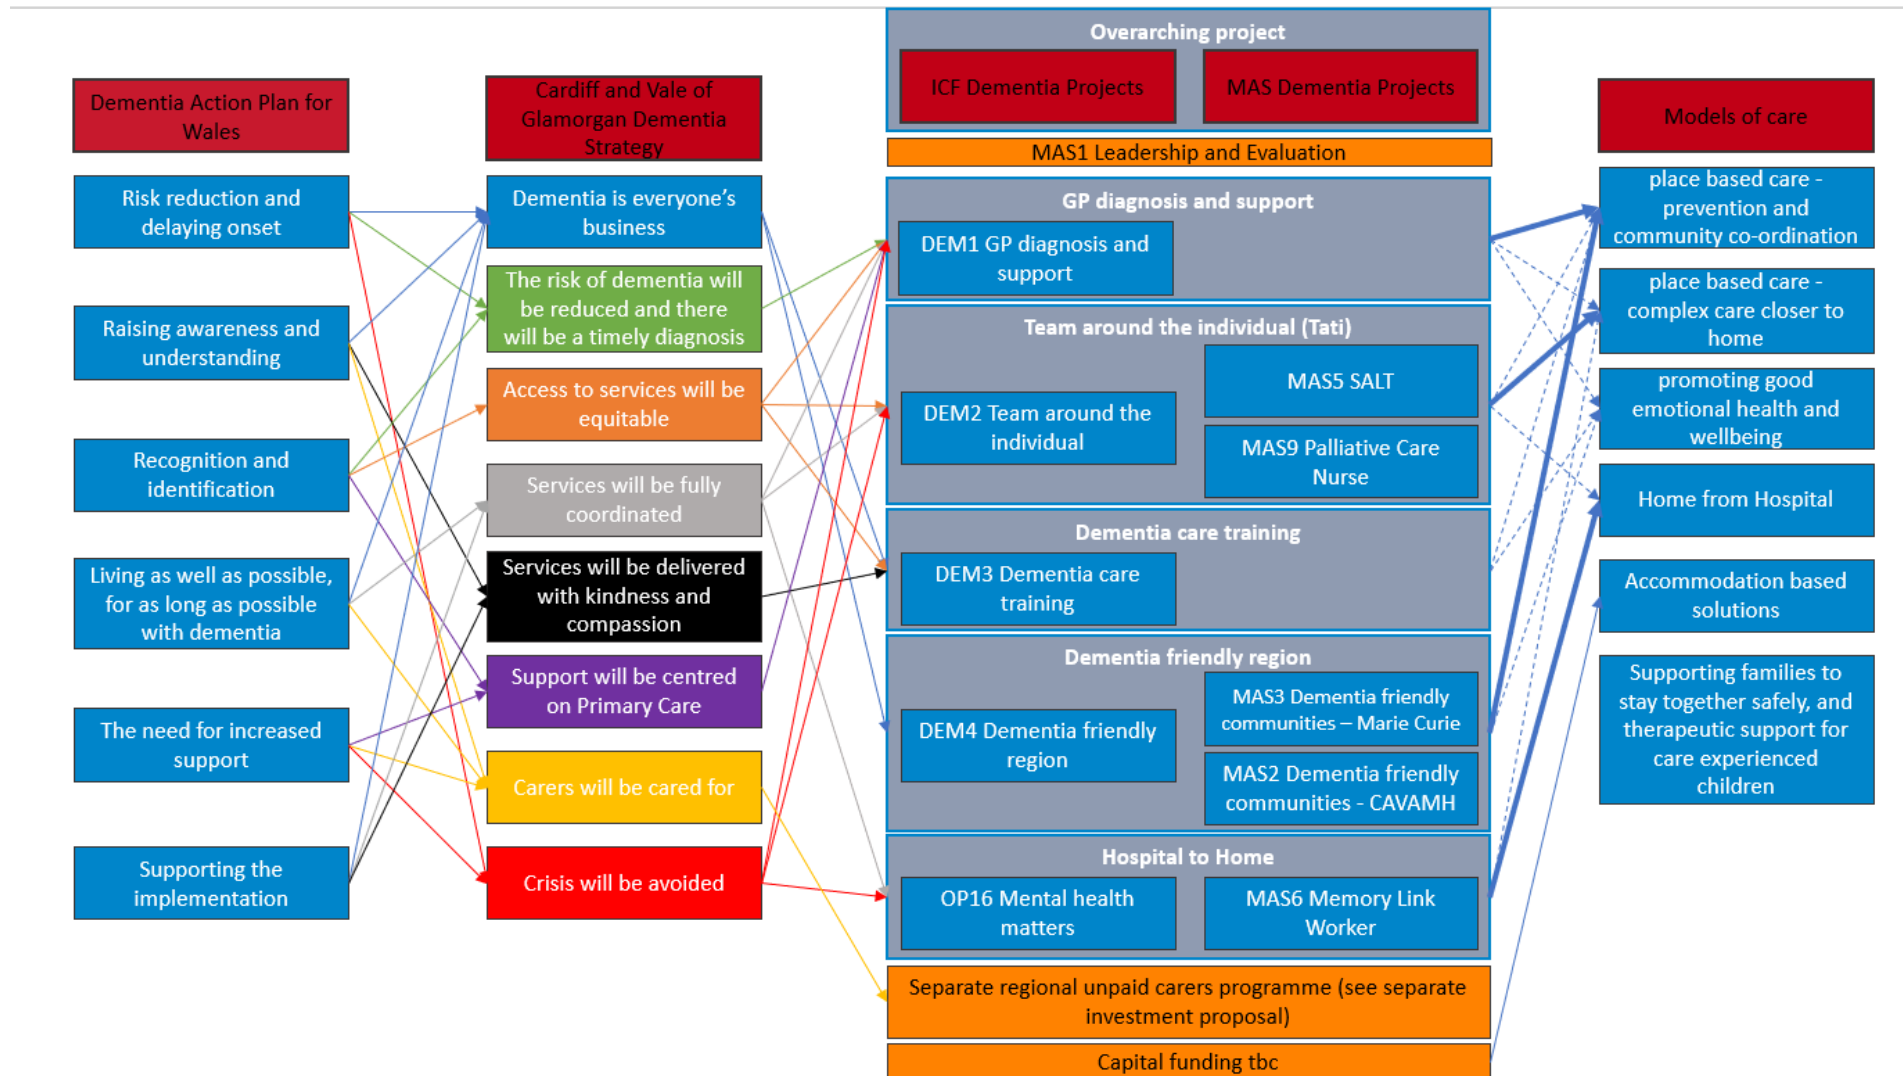 Dementia Action Plan for
Wales
Risk reduction and
delaying onset
Raising awareness and
understanding
Recognition and
identification
Living as well as possible,
for as long as possible
with dementia
The need for increased
support
Supporting the
implementation
Cardiff and Vale of
Glamorgan Dementia
Strategy
Dementia is everyone's
business
The risk of dementia will
be reduced and there
will be a timely diagnosis
Access to services will be
equitable
Services will be fully
coordinated
Services will be delivered
with kindness and
compassion
Support will be centred
on Primary Care
Carers will be cared for
Crisis will be avoided
Overarching project
ICF Dementia Projects
MAS Dementia Projects
MAS1 Leadership and Evaluation
GP diagnosis and support
DEM1 GP diagnosis and
support
Team around the individual (Tati)
DEM2 Team around the
individual
MAS5 SALT
MAS9 Palliative Care
Nurse
Dementia care training
DEM3 Dementia care
training
Dementia friendly region
DEM4 Dementia friendly
region
MAS3 Dementia friendly
communities – Marie Curie
MAS2 Dementia friendly
communities - CAVAMH
Hospital to Home
OP16 Mental health
matters
MAS6 Memory Link
Worker
Separate regional unpaid carers programme (see separate
investment proposal)
Capital funding tbc
Models of care
place based care -
prevention and
community co-ordination
place based care -
complex care closer to
home
promoting good
emotional health and
wellbeing
Home from Hospital
Accommodation based
solutions
Supporting families to
stay together safely, and
therapeutic support for
care experienced
children